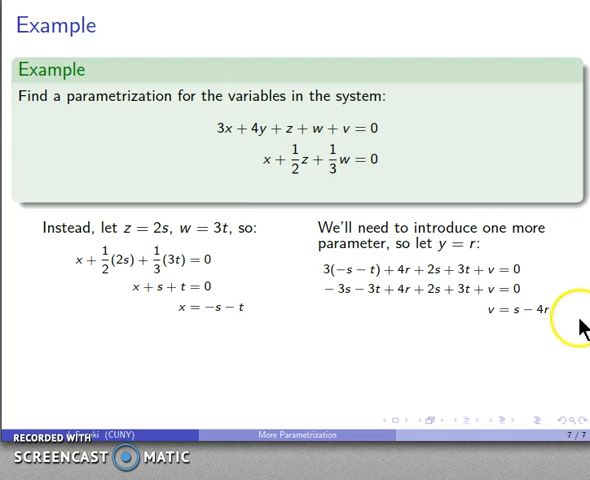 Example
Example
Find a parametrization for the variables in the system:
3x + 4y + z + w + v = 0
x + 1/2 z + 1/3 w = 0
Instead, let z = 2s, w = 3t, so:
x + 1/2 (2s) + 1/3 (3t) = 0
x + s + t = 0
x = −s − t
We'll need to introduce one more
parameter, so let y = r:
3(−s − t) + 4r + 2s + 3t + v = 0
− 3s − 3t + 4r + 2s + 3t + v = 0
v = s − 4r
(CUNY)
More Parametrization
7 / 7
RECORDED WITH
SCREENCAST MATIC